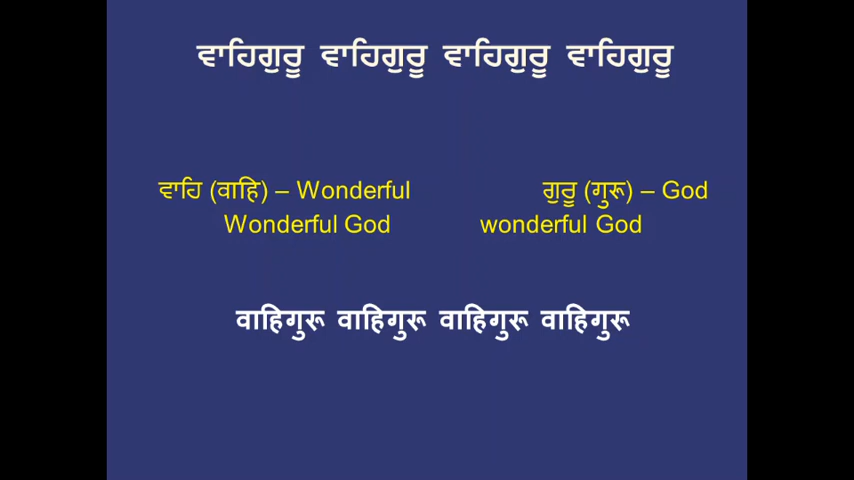 ਵਾਹਿਗੁਰੂ ਵਾਹਿਗੁਰੂ ਵਾਹਿਗੁਰੂ ਵਾਹਿਗੁਰੂ
ਵਾਹਿ (वाहि) – Wonderful ਗੁਰੂ (गुरू) – God
Wonderful God wonderful God
वाहिगुरू वाहिगुरू वाहिगुरू वाहिगुरू